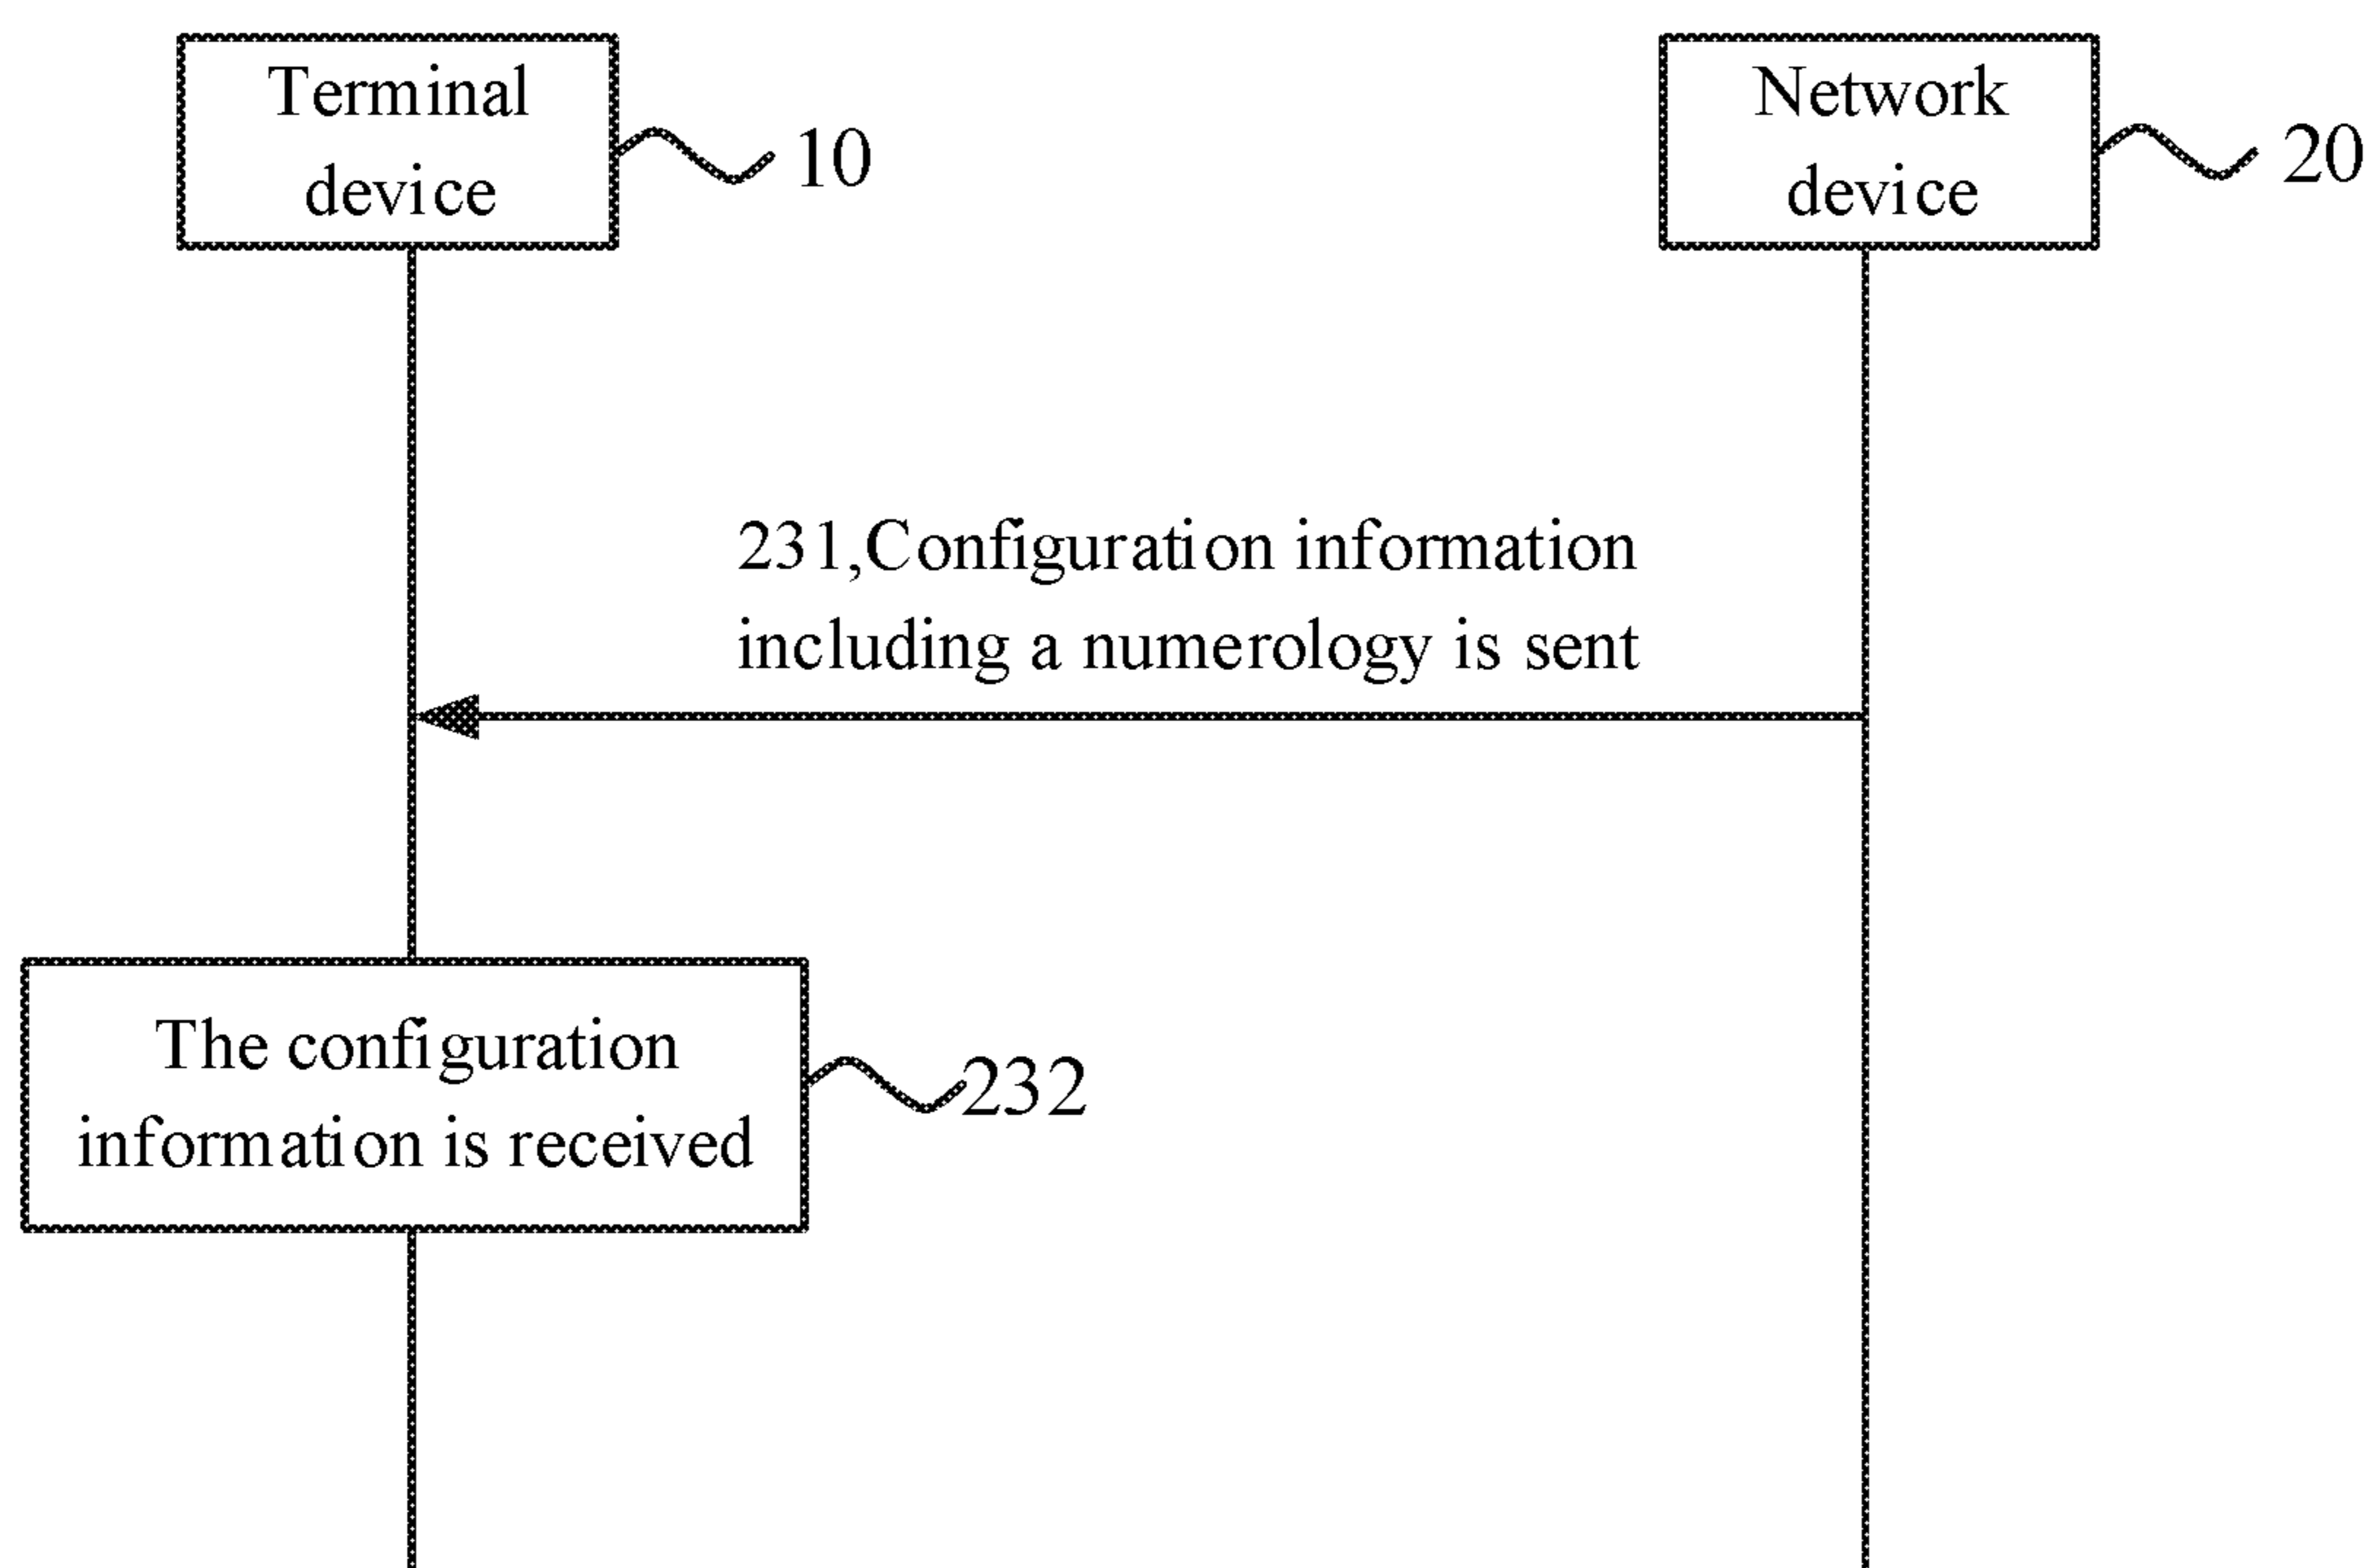 Terminal
device
10
Network
device
20
231,Configuration information
including a numerology is sent
The configuration
information is received
232